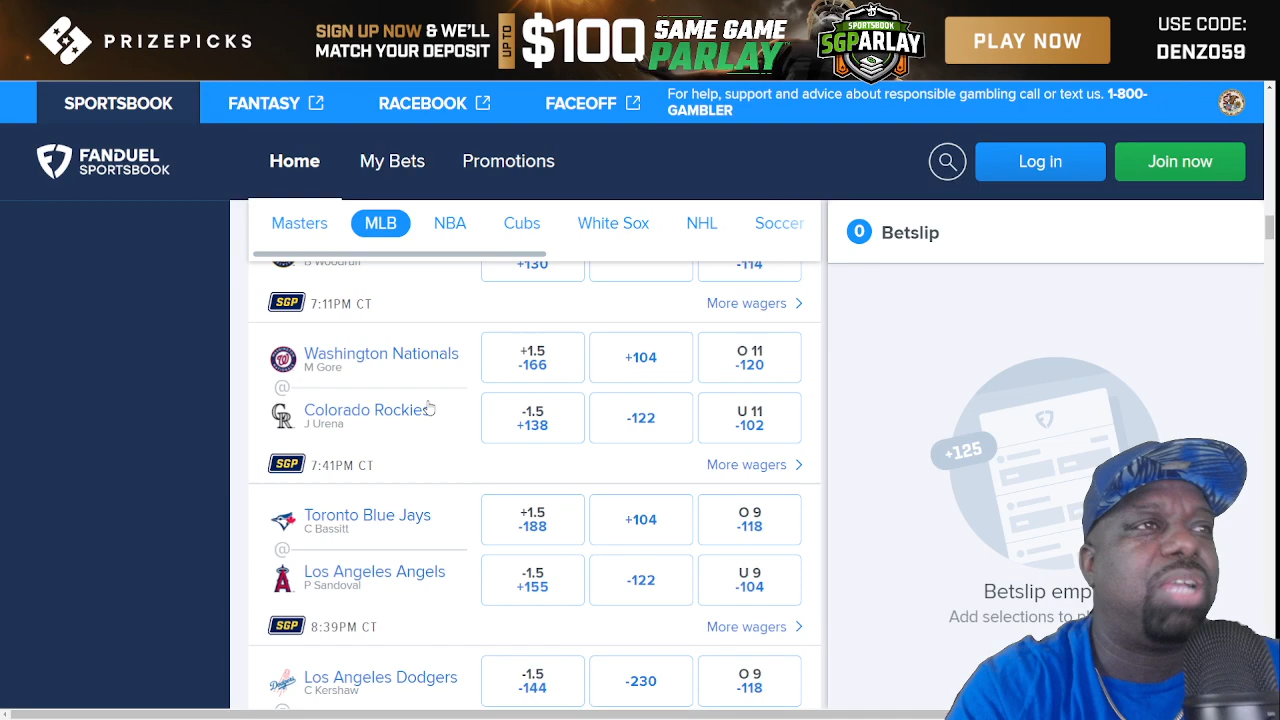 PRIZEPICKS
SIGN UP NOW & WE'LL
MATCH YOUR DEPOSIT
UP TO
$100
SAME GAME
PARLAY
SPORTSBOOK
SGPARLAY
PLAY NOW
USE CODE:
DENZO59
SPORTSBOOK
FANTASY
RACEBOOK
FACEOFF
For help, support and advice about responsible gambling call or text us. 1-800-
GAMBLER
FANDUEL
SPORTSBOOK
Home
My Bets
Promotions
Log in
Join now
Masters
MLB
NBA
Cubs
White Sox
NHL
Soccer
0
Betslip
B Woodruff
+130
-114
SGP
7:11PM CT
More wagers
Washington Nationals
M Gore
+1.5
-166
+104
O 11
-120
@
Colorado Rockies
J Urena
CR
-1.5
+138
-122
U 11
-102
SGP
7:41PM CT
More wagers
Toronto Blue Jays
C Bassitt
+1.5
-188
+104
O 9
-118
@
Los Angeles Angels
P Sandoval
-1.5
+155
-122
U 9
-104
SGP
8:39PM CT
More wagers
Los Angeles Dodgers
C Kershaw
-1.5
-144
-230
O 9
-118
+125
Betslip emp
Add selections to